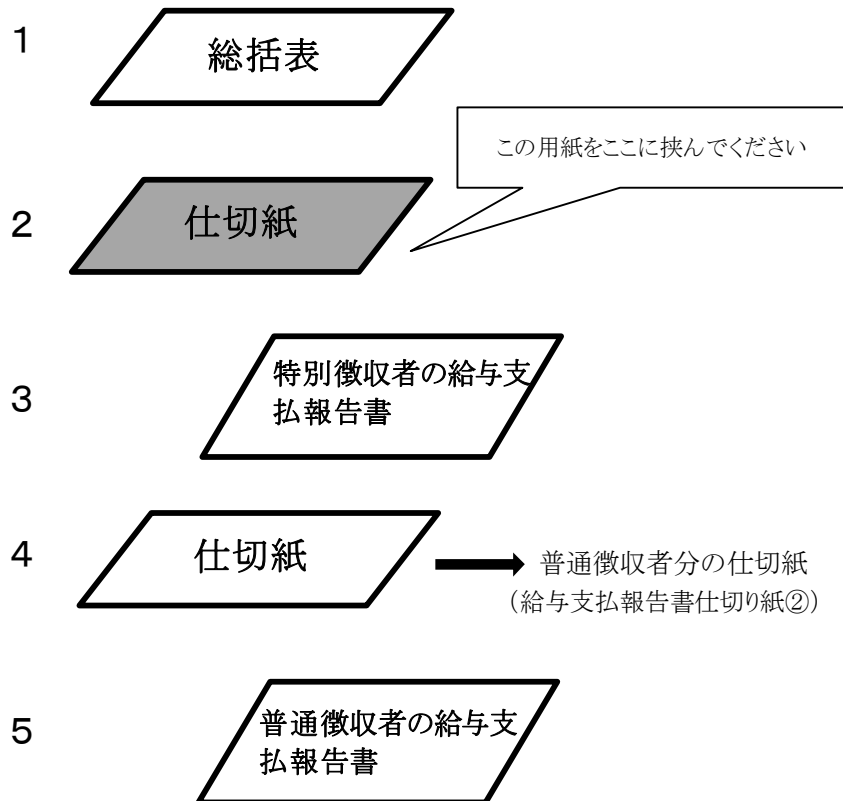 1
総括表
この用紙をここに挟んでください
2
仕切紙
3
特別徴収者の給与支
払報告書
4
仕切紙
普通徴収者分の仕切紙
（給与支払報告書仕切り紙②）
5
普通徴収者の給与支
払報告書